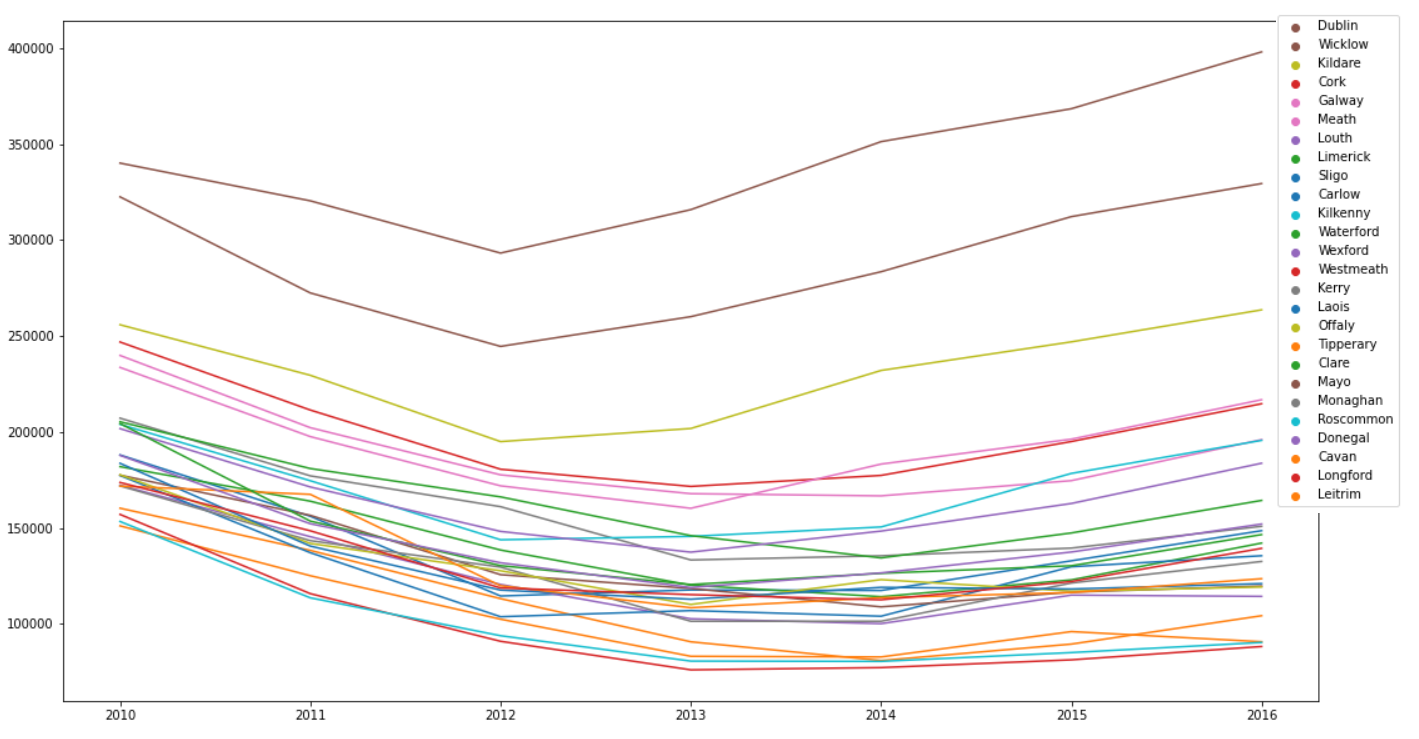 400000
350000
300000
250000
200000
150000
100000
2010 2011 2012 2013 2014 2015 2016
Dublin
Wicklow
Kildare
Cork
Galway
Meath
Louth
Limerick
Sligo
Carlow
Kilkenny
Waterford
Wexford
Westmeath
Kerry
Laois
Offaly
Tipperary
Clare
Mayo
Monaghan
Roscommon
Donegal
Cavan
Longford
Leitrim